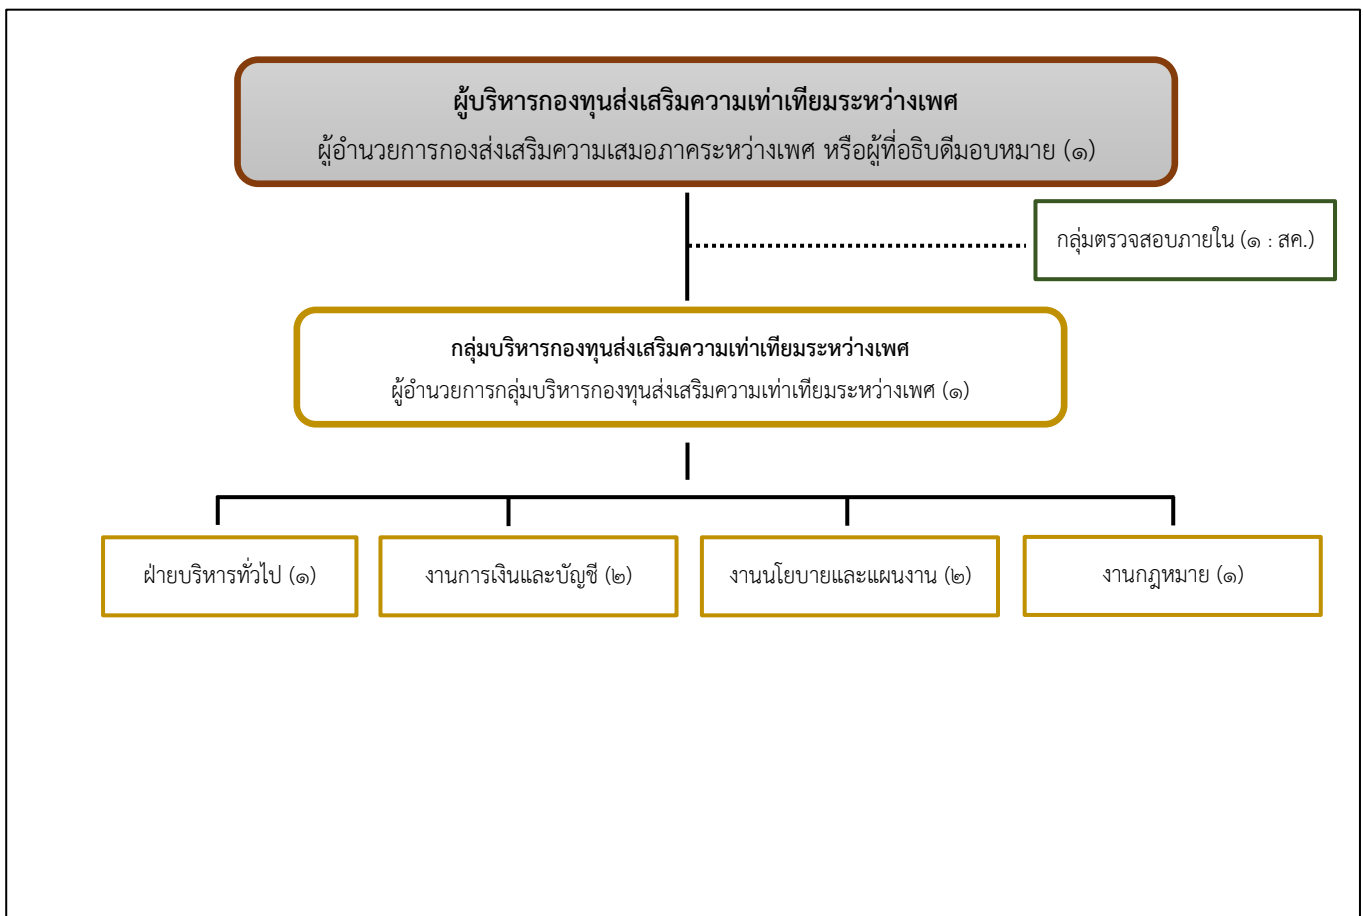 ผู้บริหารกองทุนส่งเสริมความเท่าเทียมระหว่างเพศ
ผู้อำนวยการกองส่งเสริมความเสมอภาคระหว่างเพศ หรือผู้ที่อธิบดีมอบหมาย (๑)
กลุ่มตรวจสอบภายใน (๑ : สค.)
กลุ่มบริหารกองทุนส่งเสริมความเท่าเทียมระหว่างเพศ
ผู้อำนวยการกลุ่มบริหารกองทุนส่งเสริมความเท่าเทียมระหว่างเพศ (๑)
ฝ่ายบริหารทั่วไป (๑)
งานการเงินและบัญชี (๒)
งานนโยบายและแผนงาน (๒)
งานกฎหมาย (๑)